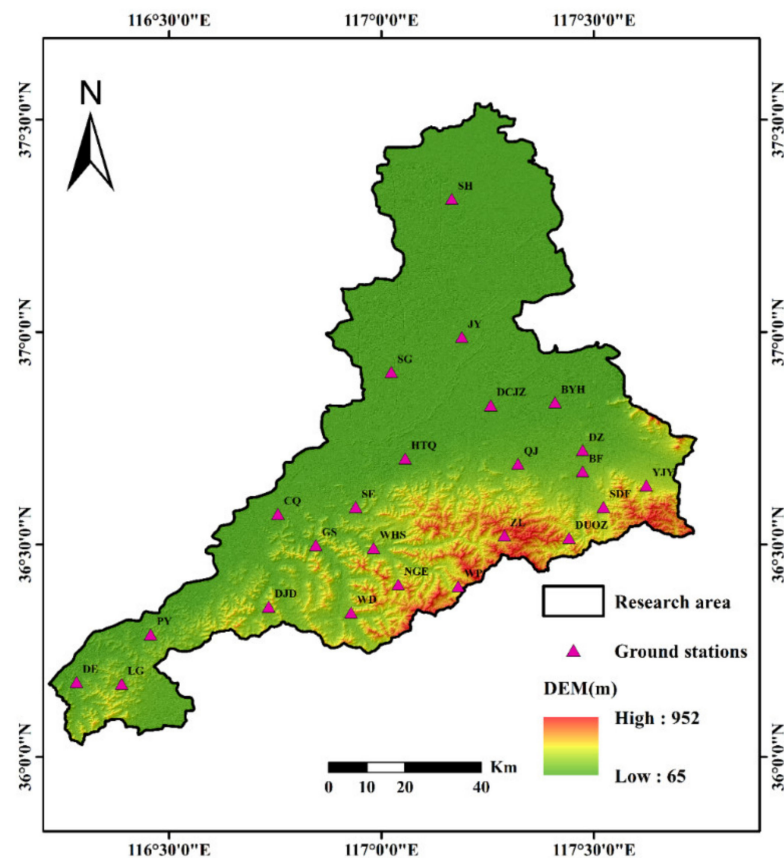 116°30'0"E 117°0'0"E 117°30'0"E
N
37°30'0"N 37°30'0"N
SH
37°0'0"N 37°0'0"N
JY
SG
DCJZ BYH
HTQ QJ DZ
BF
YJY
CQ SE SDF
GS WHS ZL DUOZ
NGE WP
DJD WD
PY
DE LG
36°30'0"N 36°30'0"N
Research area
Ground stations
DEM(m)
High : 952
Low : 65
36°0'0"N 36°0'0"N
Km
0 10 20 40
116°30'0"E 117°0'0"E 117°30'0"E